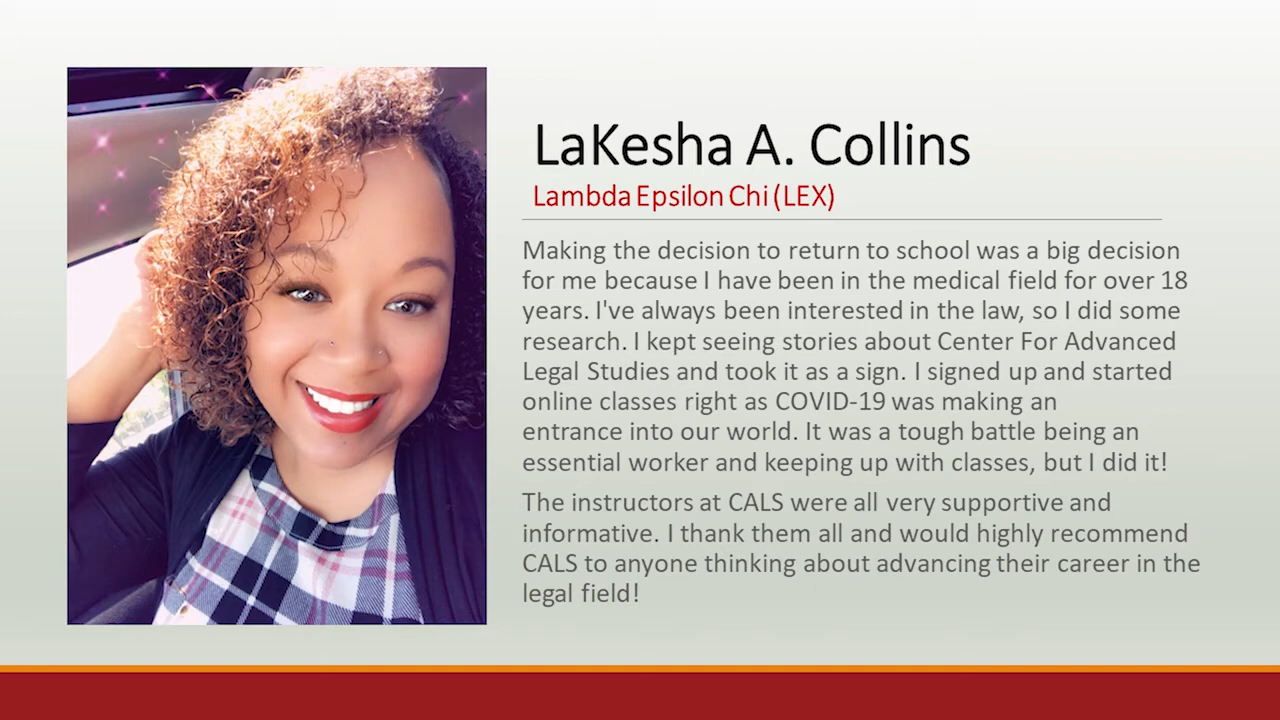 LaKesha A. Collins
Lambda Epsilon Chi (LEX)
Making the decision to return to school was a big decision
for me because I have been in the medical field for over 18
years. I've always been interested in the law, so I did some
research. I kept seeing stories about Center For Advanced
Legal Studies and took it as a sign. I signed up and started
online classes right as COVID-19 was making an
entrance into our world. It was a tough battle being an
essential worker and keeping up with classes, but I did it!
The instructors at CALS were all very supportive and
informative. I thank them all and would highly recommend
CALS to anyone thinking about advancing their career in the
legal field!